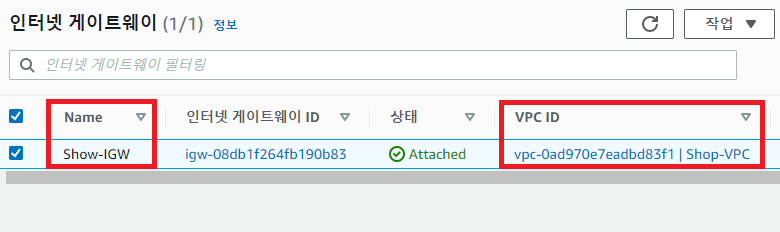 인터넷 게이트웨이 (1/1) 정보
작업
인터넷 게이트웨이 필터링
Name 인터넷 게이트웨이 ID 상태 VPC ID
Show-IGW igw-08db1f264fb190b83 Attached vpc-0ad970e7eadbd83f1 | Shop-VPC